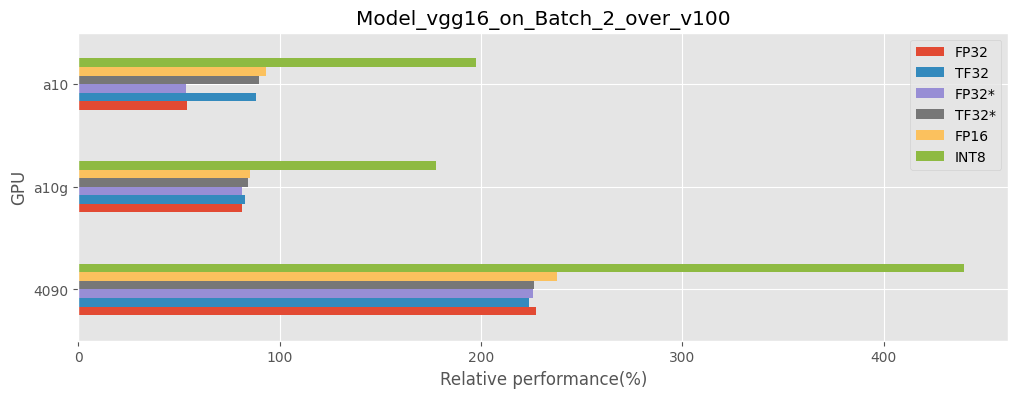 Model_vgg16_on_Batch_2_over_v100
FP32
TF32
FP32*
TF32*
FP16
INT8
GPU
a10
a10g
4090
0 100 200 300 400
Relative performance(%)